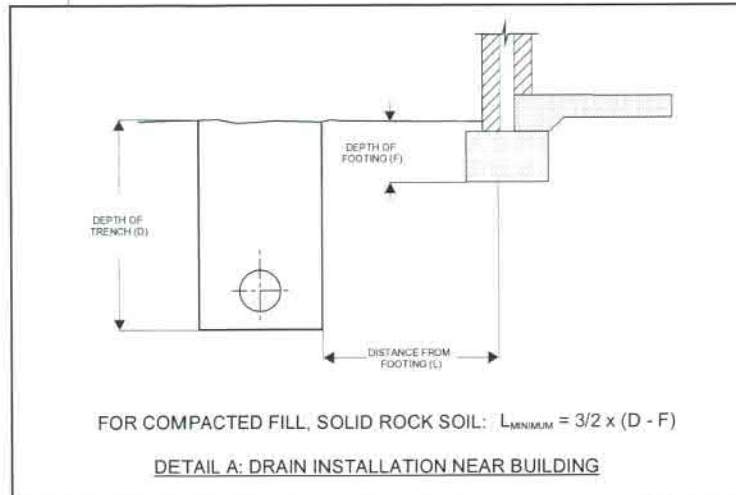 DEPTH OF
FOOTING (F)
DEPTH OF
TRENCH (D)
DISTANCE FROM
FOOTING (L)
FOR COMPACTED FILL, SOLID ROCK SOIL: LMINIMUM = 3/2 x (D - F)
DETAIL A: DRAIN INSTALLATION NEAR BUILDING